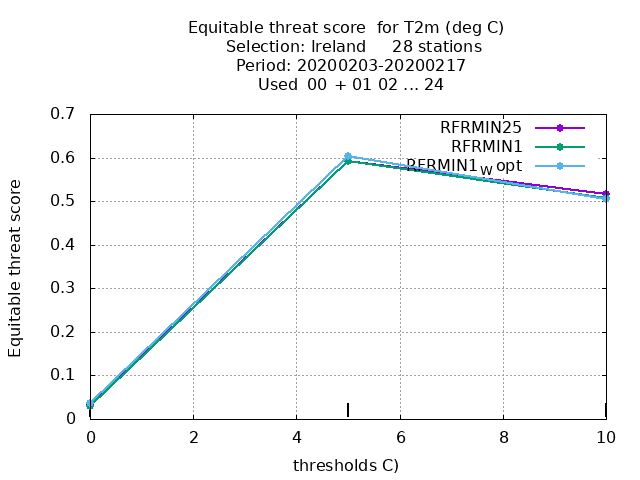 Equitable threat score for T2m (deg C)
Selection: Ireland 28 stations
Period: 20200203-20200217
Used 00 + 01 02 ... 24
0.7
0.6
0.5
0.4
0.3
0.2
0.1
0
Equitable threat score
RFRMIN25
RFRMIN1
RFRMIN1W opt
0 2 4 6 8 10
thresholds C)